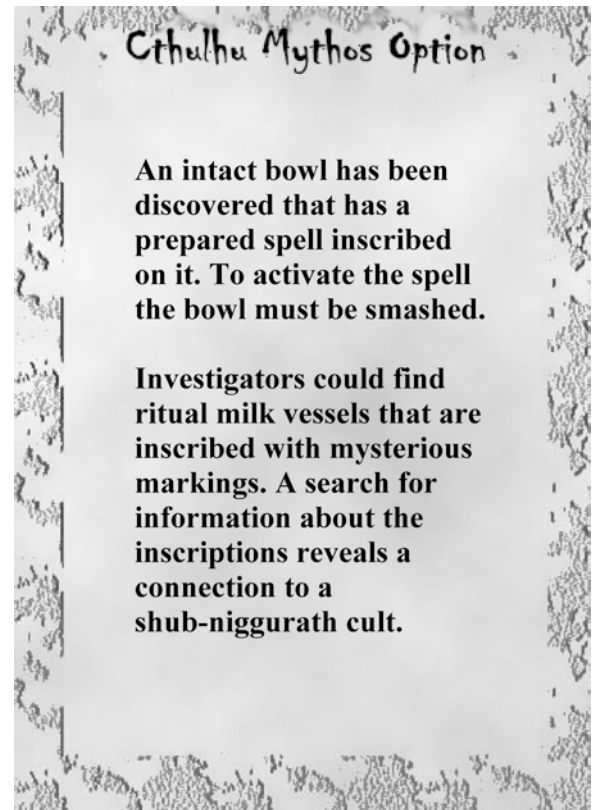 Cthulhu Mythos Option
An intact bowl has been
discovered that has a
prepared spell inscribed
on it. To activate the spell
the bowl must be smashed.
Investigators could find
ritual milk vessels that are
inscribed with mysterious
markings. A search for
information about the
inscriptions reveals a
connection to a
shub-niggurath cult.